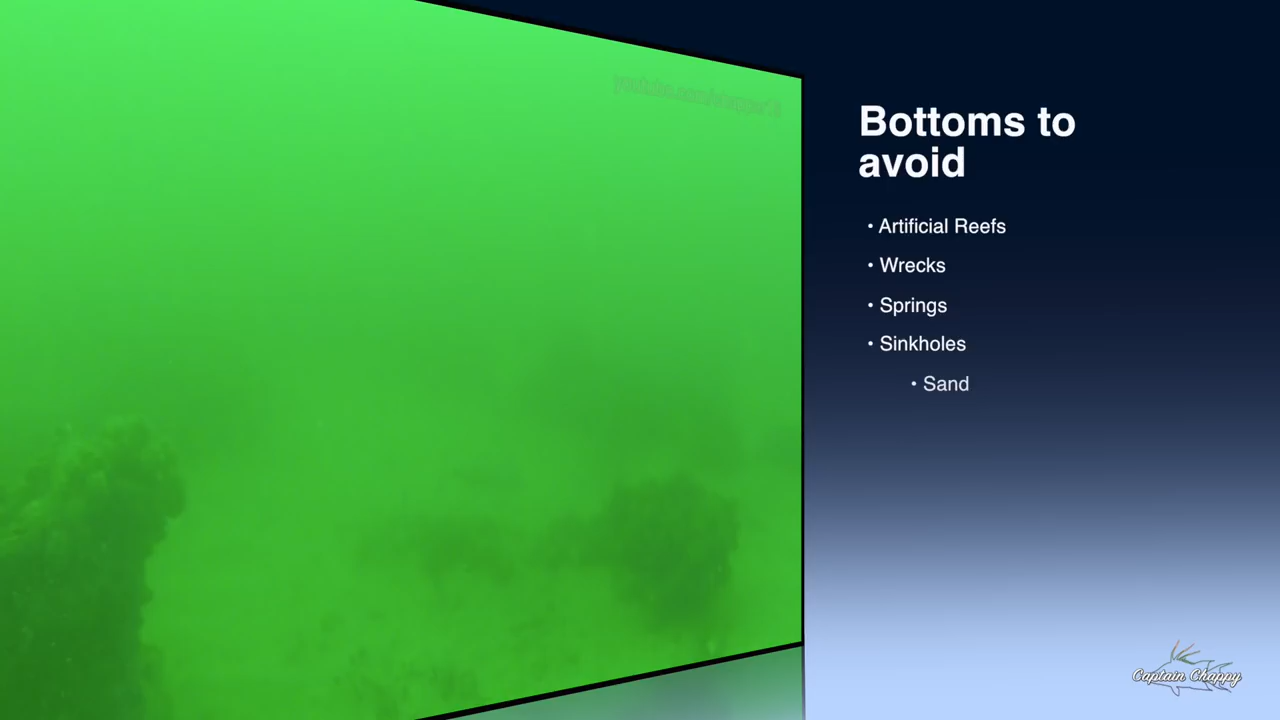 Bottoms to
avoid
• Artificial Reefs
• Wrecks
• Springs
• Sinkholes
• Sand
Captain Chappy